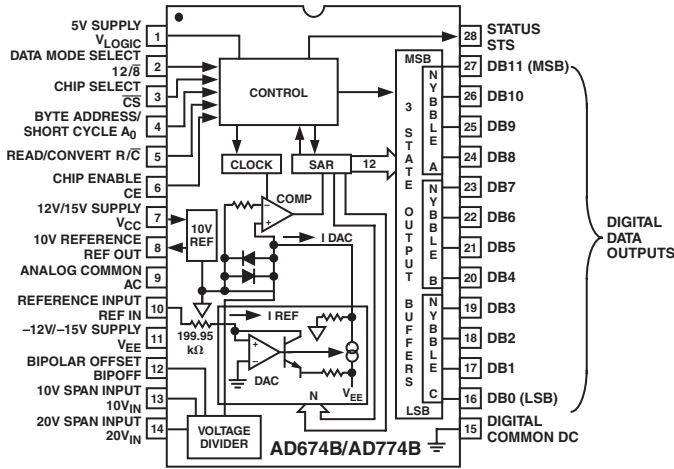 5V SUPPLY
VLOGIC
1
DATA MODE SELECT
12/8̅
2
CHIP SELECT
C̅S̅
3
BYTE ADDRESS/
SHORT CYCLE A0
4
READ/CONVERT R/C̅
5
CHIP ENABLE
CE
6
12V/15V SUPPLY
VCC
7
10V REFERENCE
REF OUT
8
ANALOG COMMON
AC
9
REFERENCE INPUT
REF IN
10
–12V/–15V SUPPLY
VEE
11
BIPOLAR OFFSET
BIPOFF
12
10V SPAN INPUT
10VIN
13
20V SPAN INPUT
20VIN
14
CONTROL
CLOCK
SAR
12
COMP
–
+
10V
REF
I DAC
I REF
199.95
kΩ
+
–
DAC
N
VEE
VOLTAGE
DIVIDER
AD674B/AD774B
MSB
3 STATE OUTPUT BUFFERS
LSB
NYBBLE A
NYBBLE B
NYBBLE C
28
STATUS
STS
27
DB11 (MSB)
26
DB10
25
DB9
24
DB8
23
DB7
22
DB6
21
DB5
20
DB4
19
DB3
18
DB2
17
DB1
16
DB0 (LSB)
15
DIGITAL
COMMON DC
DIGITAL
DATA
OUTPUTS